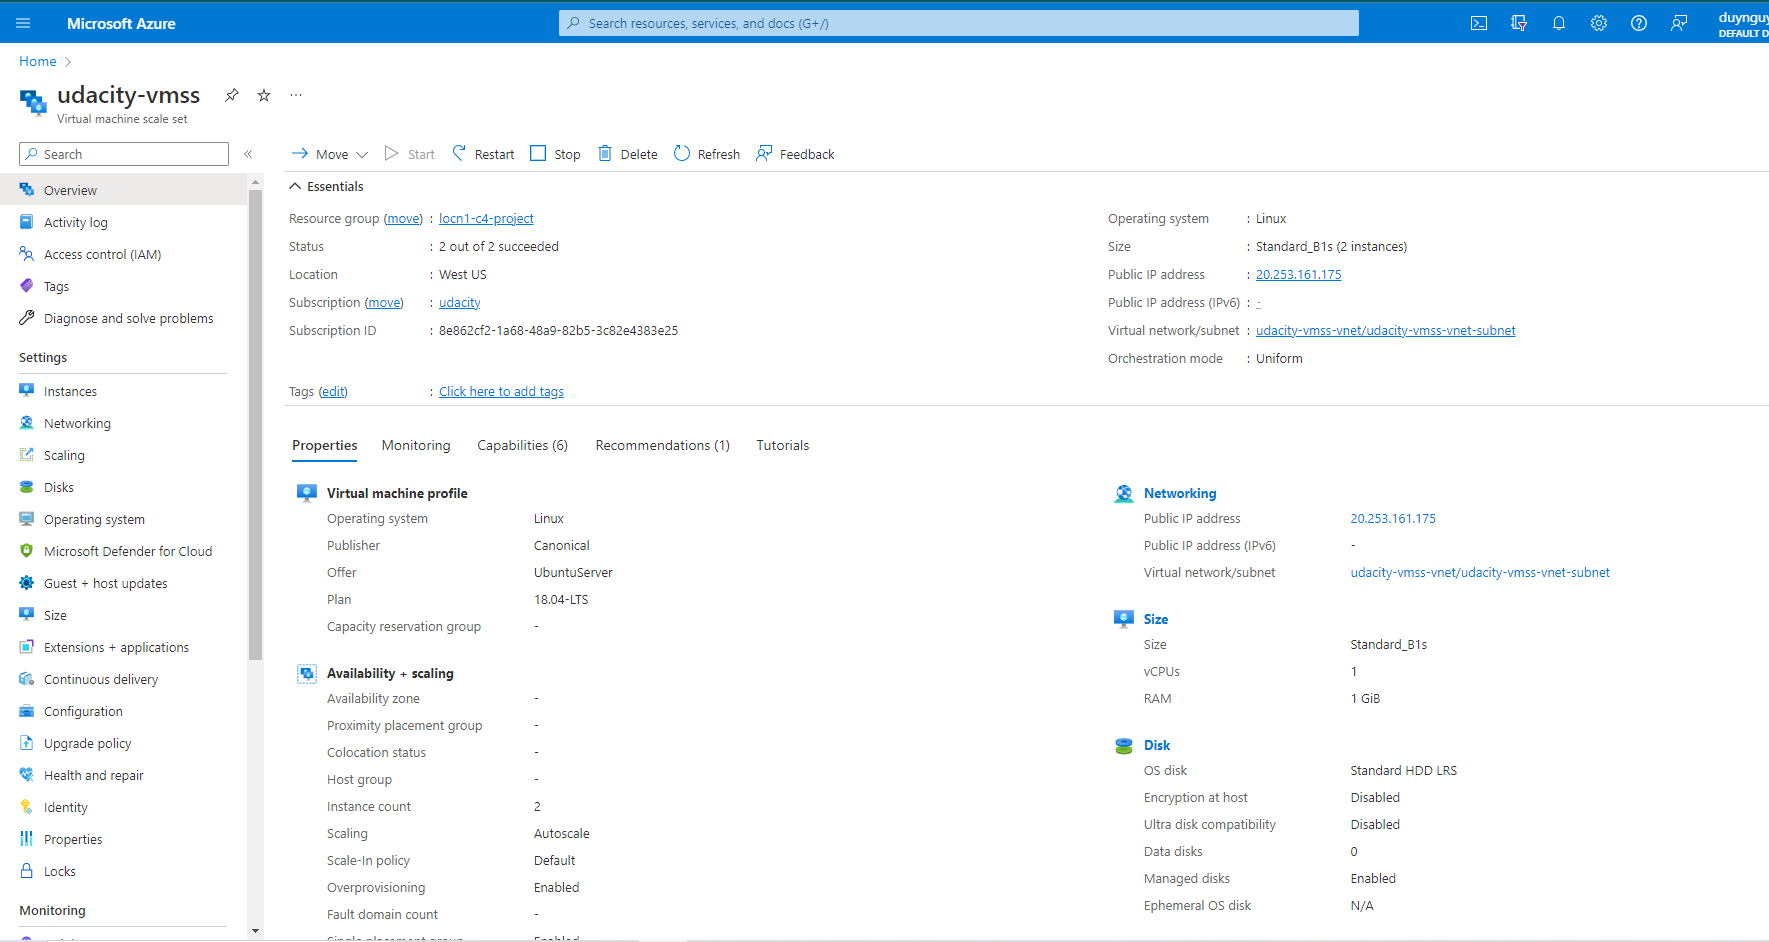 Microsoft Azure
Search resources, services, and docs (G+/)
duyngu
DEFAULT D
Home
udacity-vmss
Virtual machine scale set
Search
Move
Start
Restart
Stop
Delete
Refresh
Feedback
Overview
Activity log
Access control (IAM)
Tags
Diagnose and solve problems
Settings
Instances
Networking
Scaling
Disks
Operating system
Microsoft Defender for Cloud
Guest + host updates
Size
Extensions + applications
Continuous delivery
Configuration
Upgrade policy
Health and repair
Identity
Properties
Locks
Monitoring
Essentials
Resource group (move) : locn1-c4-project
Status : 2 out of 2 succeeded
Location : West US
Subscription (move) : udacity
Subscription ID : 8e862cf2-1a68-48a9-82b5-3c82e4383e25
Operating system : Linux
Size : Standard_B1s (2 instances)
Public IP address : 20.253.161.175
Public IP address (IPv6) : -
Virtual network/subnet : udacity-vmss-vnet/udacity-vmss-vnet-subnet
Orchestration mode : Uniform
Tags (edit) : Click here to add tags
Properties
Monitoring
Capabilities (6)
Recommendations (1)
Tutorials
Virtual machine profile
Operating system Linux
Publisher Canonical
Offer UbuntuServer
Plan 18.04-LTS
Capacity reservation group -
Availability + scaling
Availability zone -
Proximity placement group -
Colocation status -
Host group -
Instance count 2
Scaling Autoscale
Scale-In policy Default
Overprovisioning Enabled
Fault domain count -
Single placement group Enabled
Networking
Public IP address 20.253.161.175
Public IP address (IPv6) -
Virtual network/subnet udacity-vmss-vnet/udacity-vmss-vnet-subnet
Size
Size Standard_B1s
vCPUs 1
RAM 1 GiB
Disk
OS disk Standard HDD LRS
Encryption at host Disabled
Ultra disk compatibility Disabled
Data disks 0
Managed disks Enabled
Ephemeral OS disk N/A